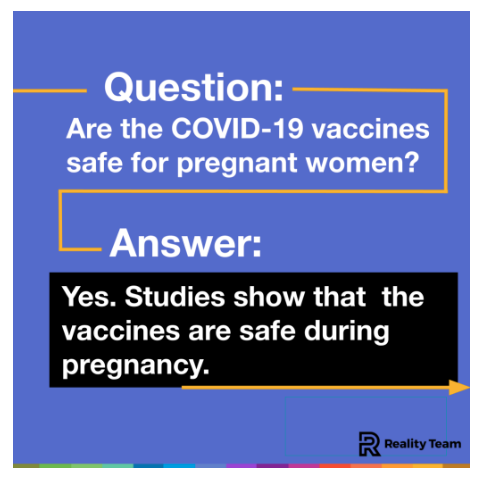 Question:
Are the COVID-19 vaccines
safe for pregnant women?
Answer:
Yes. Studies show that the
vaccines are safe during
pregnancy.
Reality Team